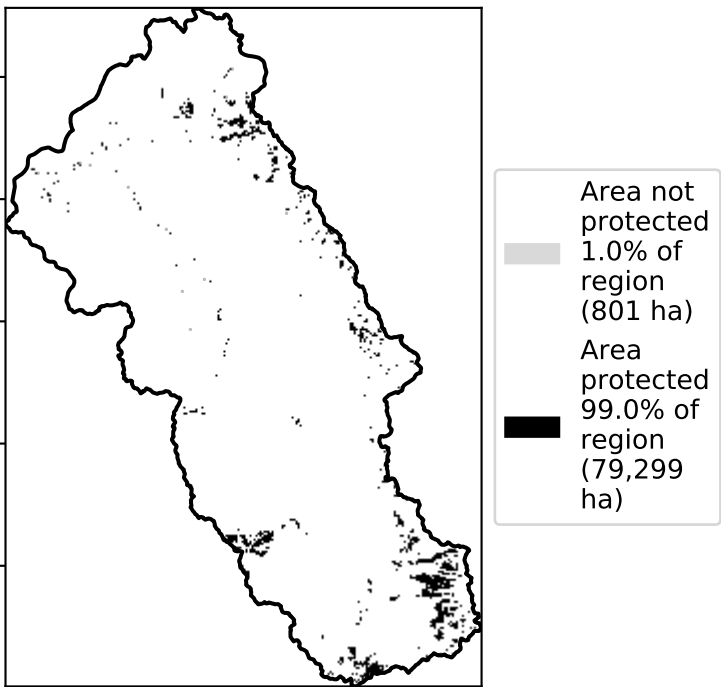 Area not
protected
1.0% of
region
(801 ha)
Area
protected
99.0% of
region
(79,299
ha)